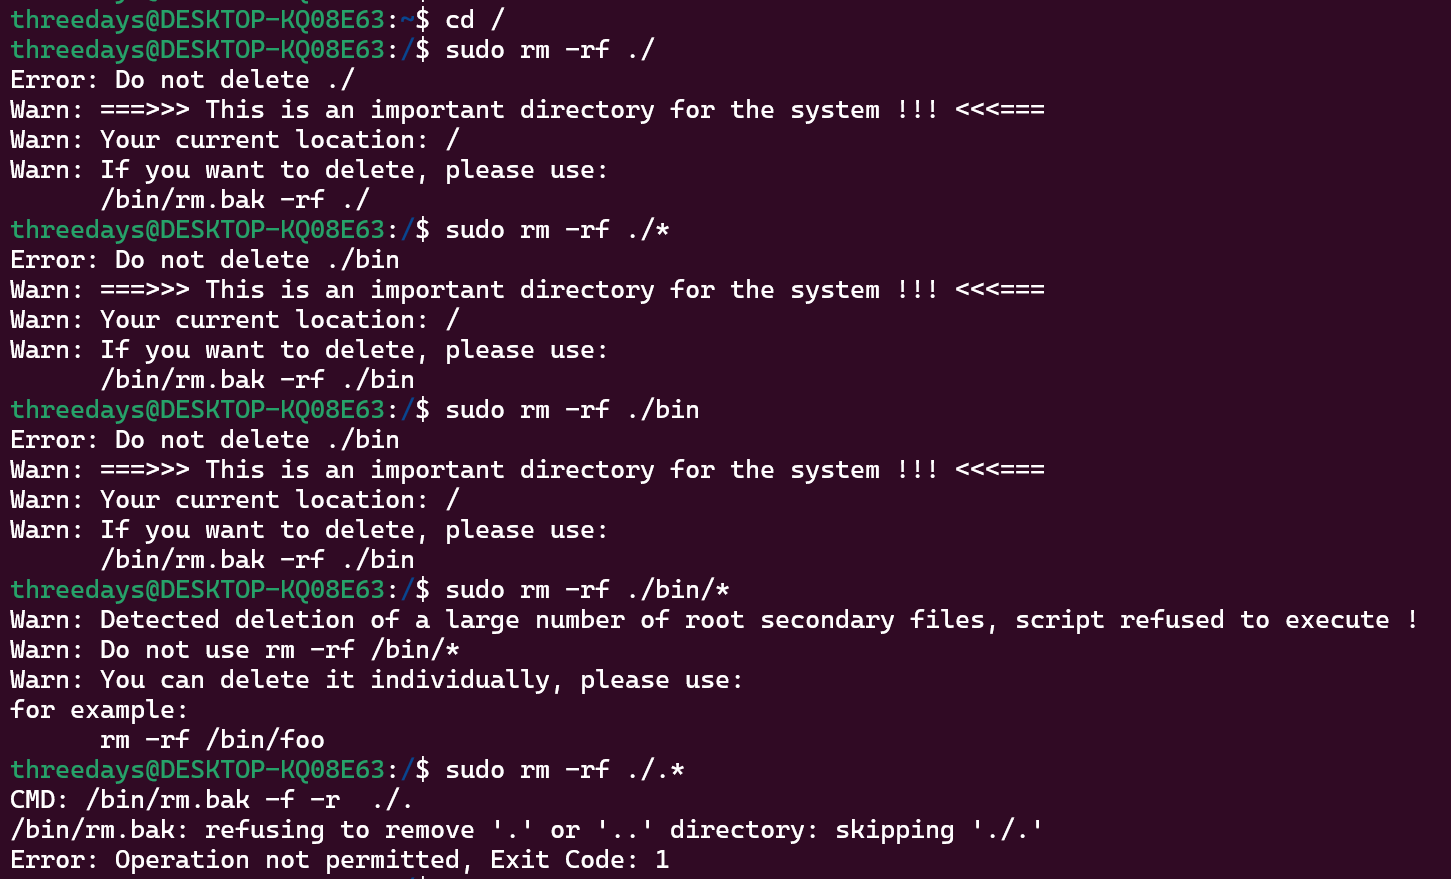 threedays@DESKTOP-KQ08E63:~$ cd /
threedays@DESKTOP-KQ08E63:/$ sudo rm -rf ./
Error: Do not delete ./
Warn: ===>>> This is an important directory for the system !!! <<<===
Warn: Your current location: /
Warn: If you want to delete, please use:
      /bin/rm.bak -rf ./
threedays@DESKTOP-KQ08E63:/$ sudo rm -rf ./*
Error: Do not delete ./bin
Warn: ===>>> This is an important directory for the system !!! <<<===
Warn: Your current location: /
Warn: If you want to delete, please use:
      /bin/rm.bak -rf ./bin
threedays@DESKTOP-KQ08E63:/$ sudo rm -rf ./bin
Error: Do not delete ./bin
Warn: ===>>> This is an important directory for the system !!! <<<===
Warn: Your current location: /
Warn: If you want to delete, please use:
      /bin/rm.bak -rf ./bin
threedays@DESKTOP-KQ08E63:/$ sudo rm -rf ./bin/*
Warn: Detected deletion of a large number of root secondary files, script refused to execute !
Warn: Do not use rm -rf /bin/*
Warn: You can delete it individually, please use:
for example:
      rm -rf /bin/foo
threedays@DESKTOP-KQ08E63:/$ sudo rm -rf ./.*
CMD: /bin/rm.bak -f -r  ./.
/bin/rm.bak: refusing to remove '.' or '..' directory: skipping './.'
Error: Operation not permitted, Exit Code: 1